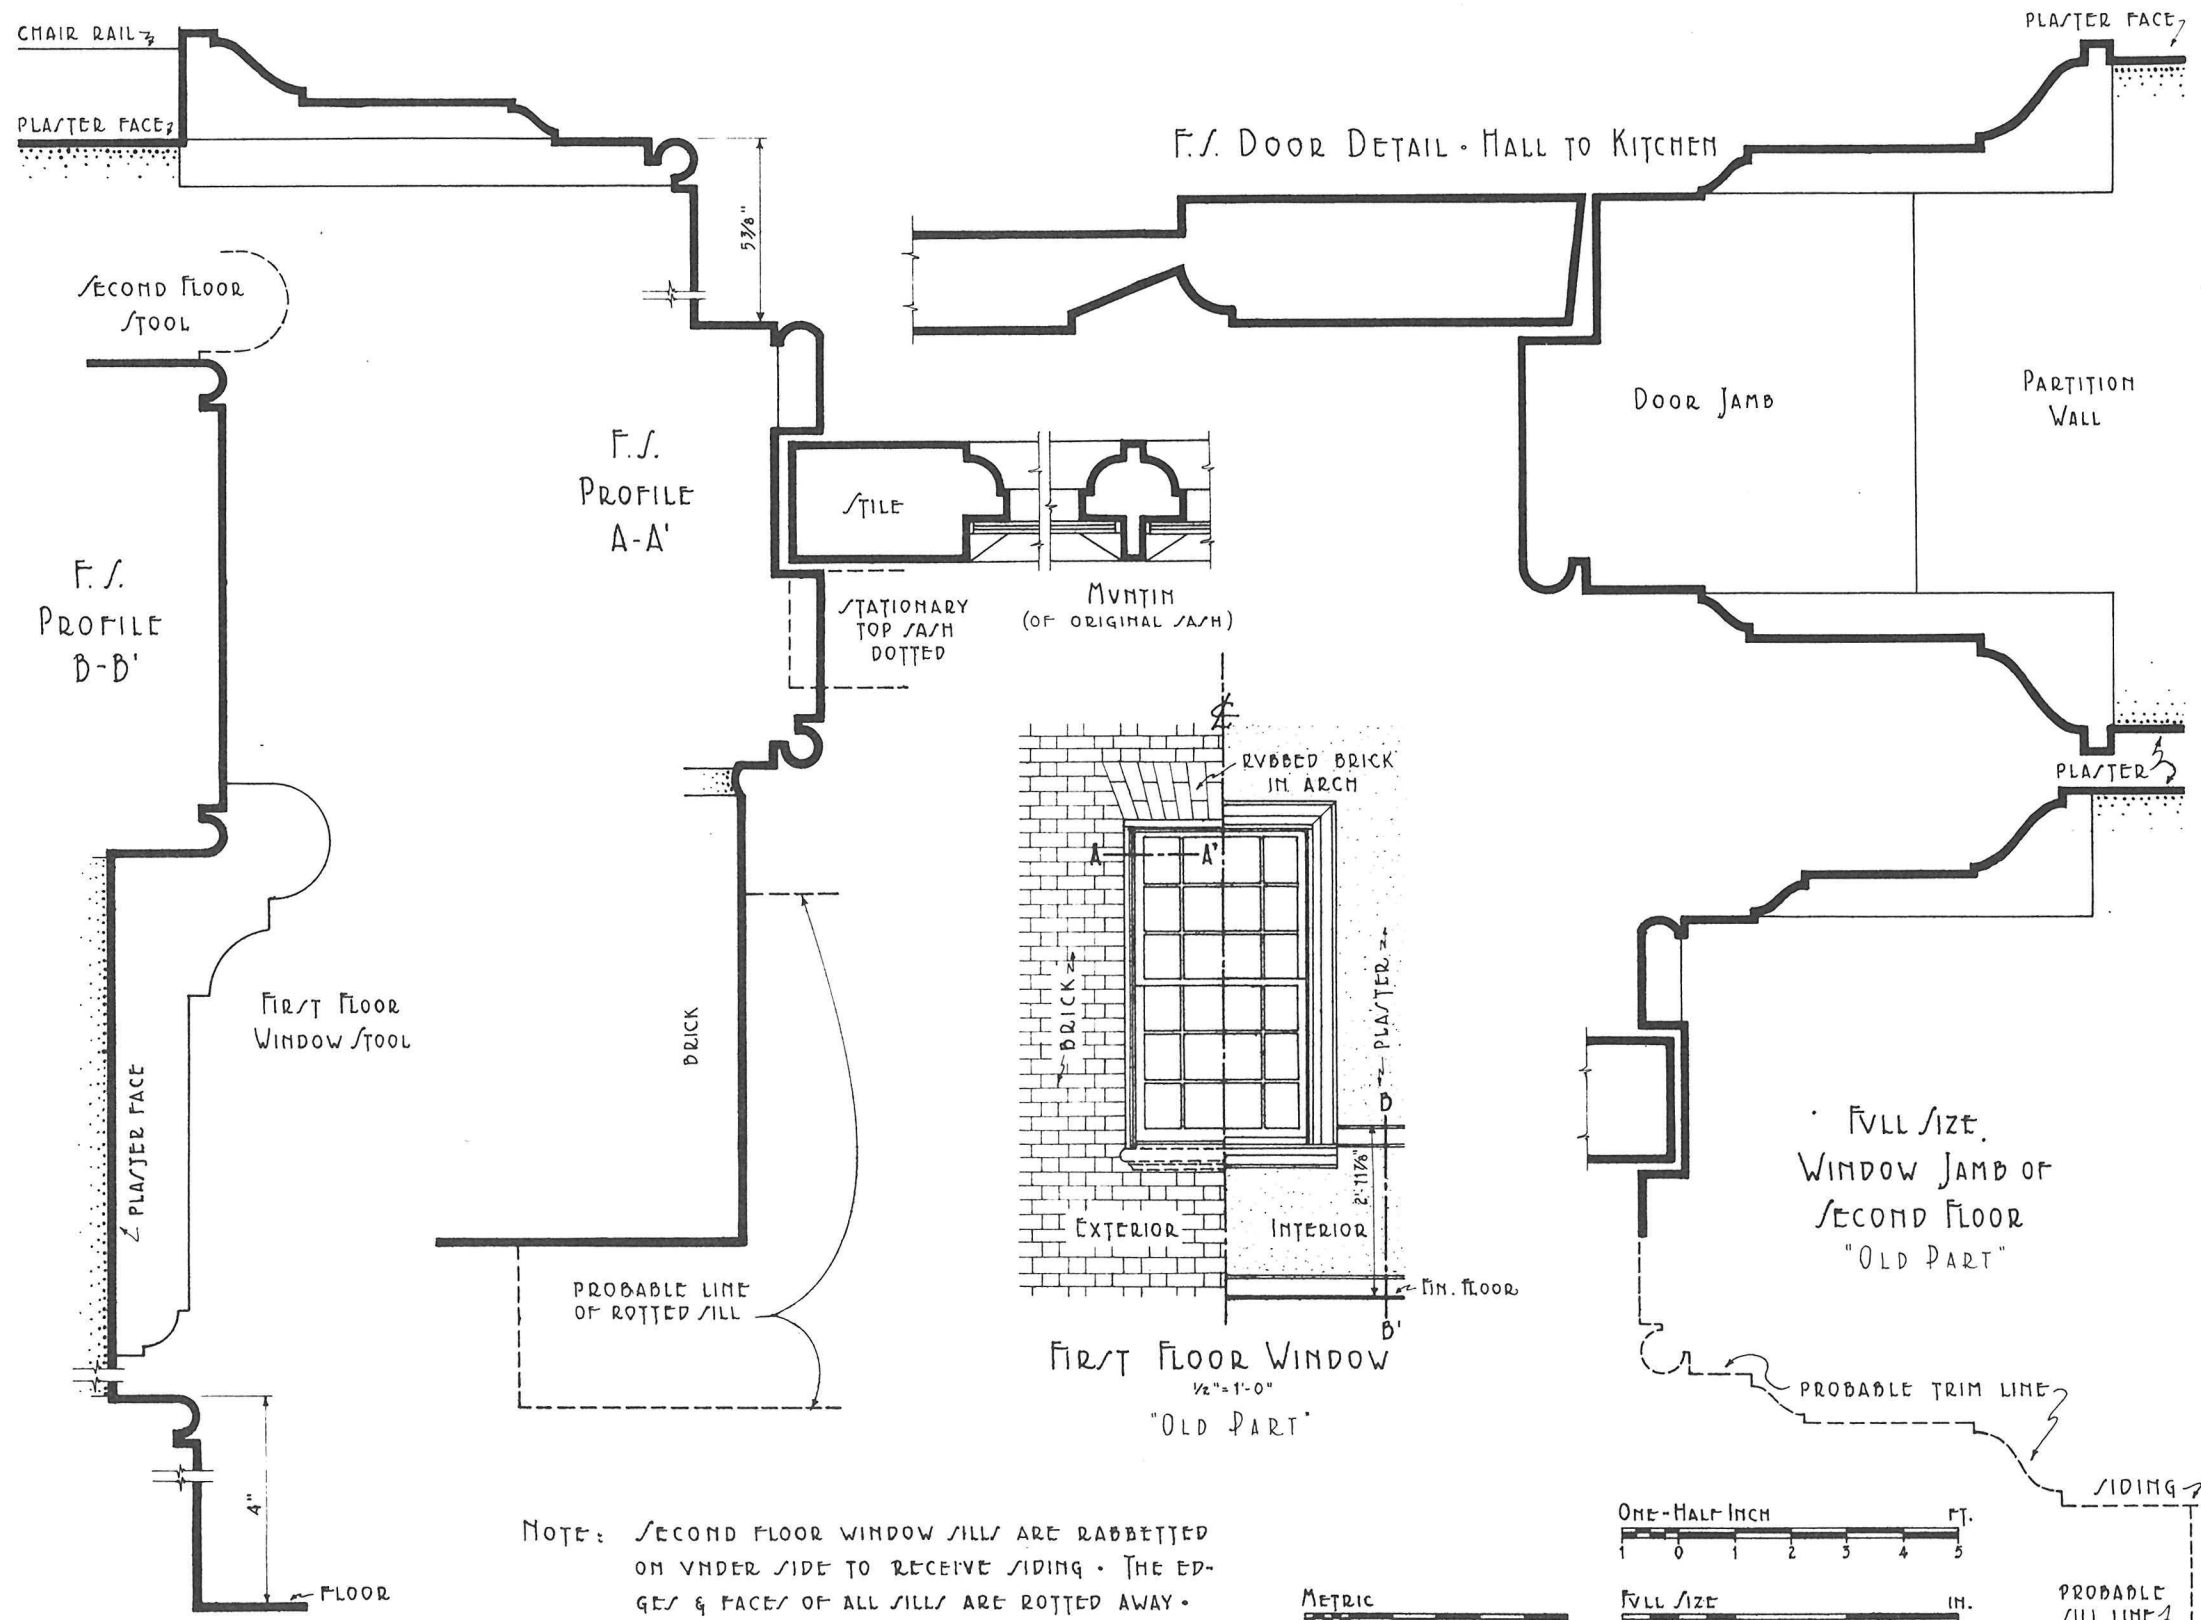 CHAIR RAIL
PLASTER FACE
PLASTER FACE
F.S. DOOR DETAIL · HALL TO KITCHEN
5 3/8"
SECOND FLOOR
STOOL
DOOR JAMB
PARTITION
WALL
F.S.
PROFILE
A-A'
STILE
F.S.
PROFILE
B-B'
STATIONARY
TOP SASH
DOTTED
MUNTIN
(OF ORIGINAL SASH)
℄
RVBBED BRICK
IN ARCH
PLASTER
A
A'
BRICK
PLASTER
FIRST FLOOR
WINDOW STOOL
BRICK
PLASTER FACE
B
2'-11 7/8"
EXTERIOR
INTERIOR
FIN. FLOOR
B'
FVLL SIZE.
WINDOW JAMB OF
SECOND FLOOR
"OLD PART"
PROBABLE LINE
OF ROTTED SILL
FIRST FLOOR WINDOW
1/2" = 1'-0"
"OLD PART"
PROBABLE TRIM LINE
SIDING
4"
FLOOR
NOTE: SECOND FLOOR WINDOW SILLS ARE RABBETTED
ON VNDER SIDE TO RECEIVE SIDING · THE ED-
GES & FACES OF ALL SILLS ARE ROTTED AWAY ·
ONE-HALF INCH FT.
1 0 1 2 3 4 5
METRIC
FVLL SIZE IN.
PROBABLE
SILL LINE